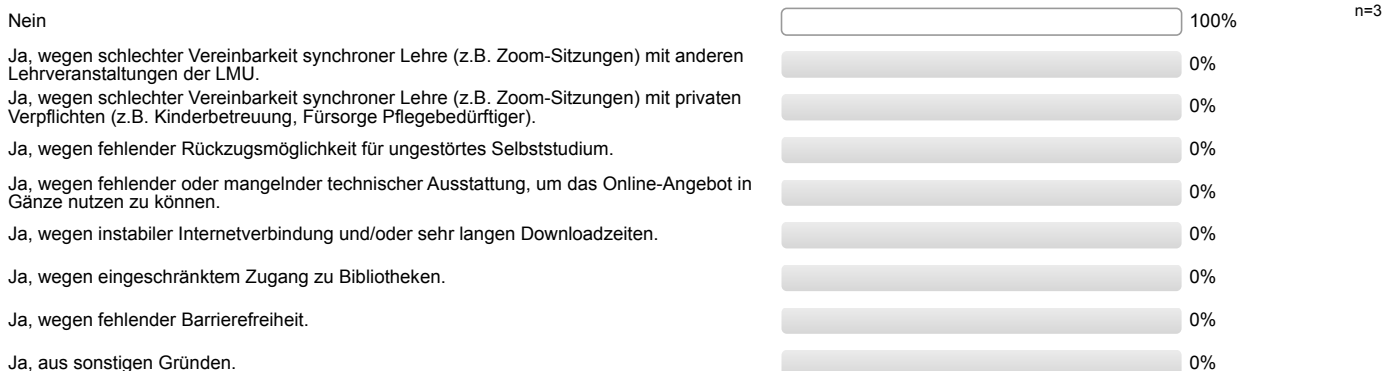 Nein 100% n=3
Ja, wegen schlechter Vereinbarkeit synchroner Lehre (z.B. Zoom-Sitzungen) mit anderen
Lehrveranstaltungen der LMU. 0%
Ja, wegen schlechter Vereinbarkeit synchroner Lehre (z.B. Zoom-Sitzungen) mit privaten
Verpflichten (z.B. Kinderbetreuung, Fürsorge Pflegebedürftiger). 0%
Ja, wegen fehlender Rückzugsmöglichkeit für ungestörtes Selbststudium. 0%
Ja, wegen fehlender oder mangelnder technischer Ausstattung, um das Online-Angebot in
Gänze nutzen zu können. 0%
Ja, wegen instabiler Internetverbindung und/oder sehr langen Downloadzeiten. 0%
Ja, wegen eingeschränktem Zugang zu Bibliotheken. 0%
Ja, wegen fehlender Barrierefreiheit. 0%
Ja, aus sonstigen Gründen. 0%